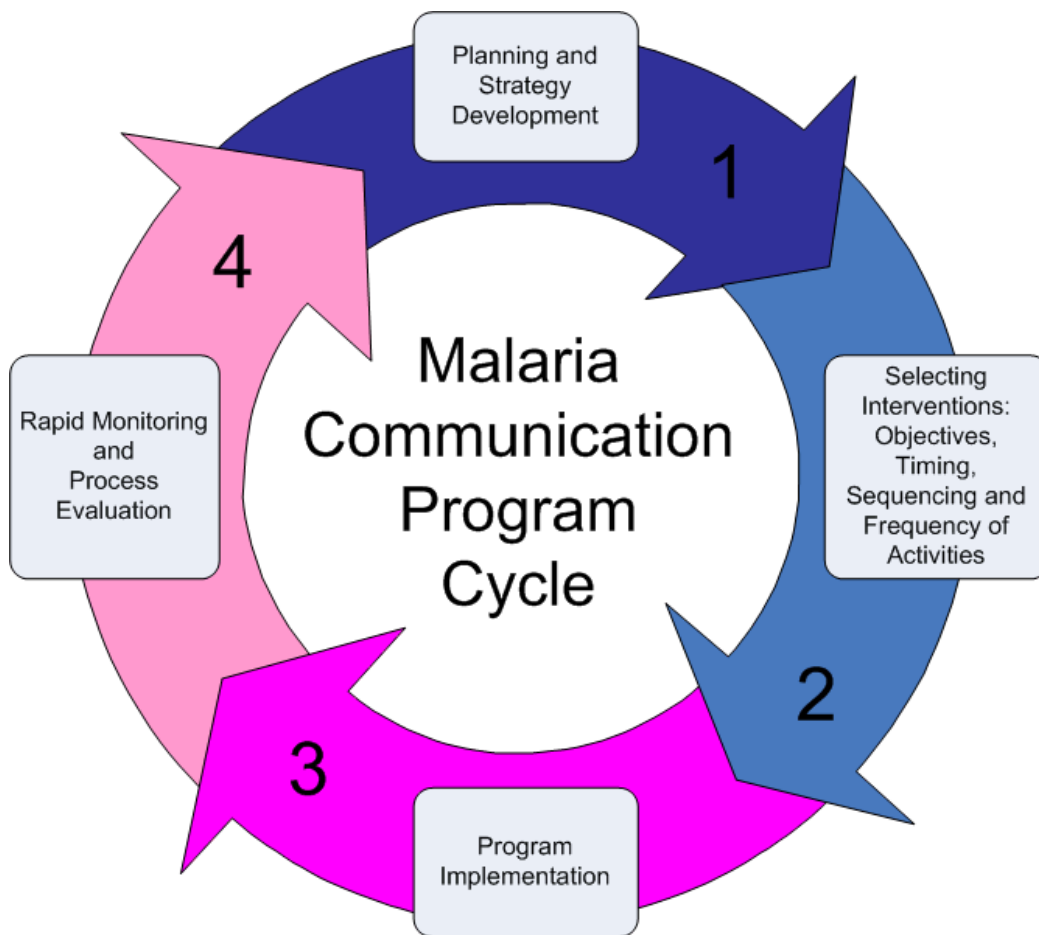 Planning and
Strategy
Development
1
Selecting
Interventions:
Objectives,
Timing,
Sequencing and
Frequency of
Activities
2
Program
Implementation
3
Rapid Monitoring
and
Process
Evaluation
4
Malaria
Communication
Program
Cycle